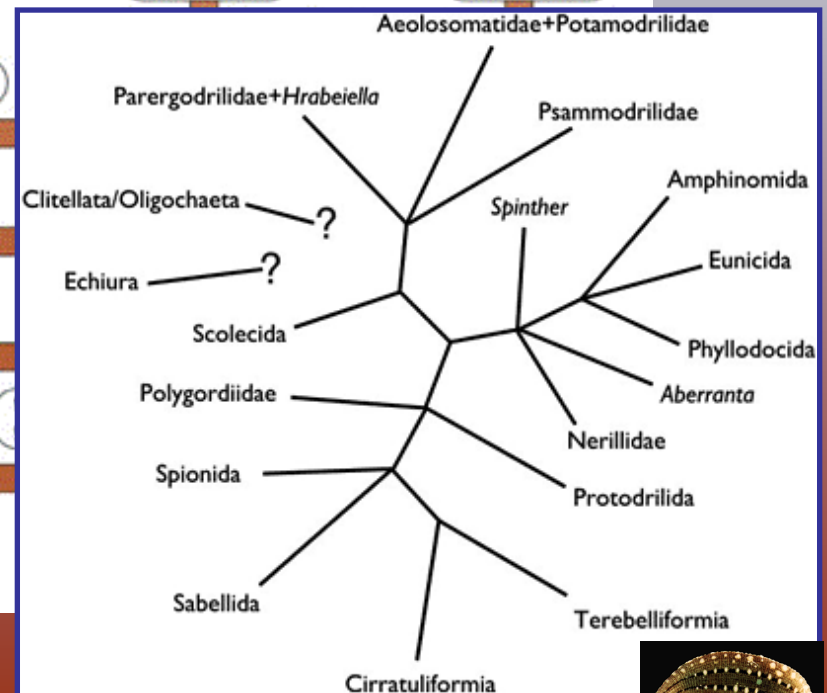 Aeolosomatidae+Potamodrilidae
Parergodrilidae+Hrabeiella
Psammodrilidae
Amphinomida
Clitellata/Oligochaeta
?
Spinther
Echiura
?
Eunicida
Scolecida
Phyllodocida
Polygordiidae
Aberranta
Nerillidae
Spionida
Protodrilida
Sabellida
Terebelliformia
Cirratuliformia